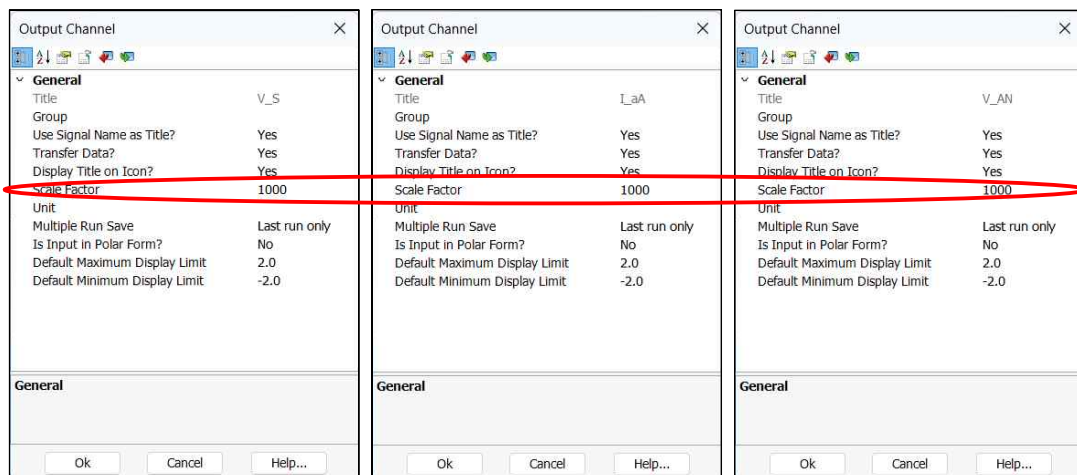 Output Channel
General
Title V_S
Group
Use Signal Name as Title? Yes
Transfer Data? Yes
Display Title on Icon? Yes
Scale Factor 1000
Unit
Multiple Run Save Last run only
Is Input in Polar Form? No
Default Maximum Display Limit 2.0
Default Minimum Display Limit -2.0
General
Ok Cancel Help...
Output Channel
General
Title I_aA
Group
Use Signal Name as Title? Yes
Transfer Data? Yes
Display Title on Icon? Yes
Scale Factor 1000
Unit
Multiple Run Save Last run only
Is Input in Polar Form? No
Default Maximum Display Limit 2.0
Default Minimum Display Limit -2.0
General
Ok Cancel Help...
Output Channel
General
Title V_AN
Group
Use Signal Name as Title? Yes
Transfer Data? Yes
Display Title on Icon? Yes
Scale Factor 1000
Unit
Multiple Run Save Last run only
Is Input in Polar Form? No
Default Maximum Display Limit 2.0
Default Minimum Display Limit -2.0
General
Ok Cancel Help...